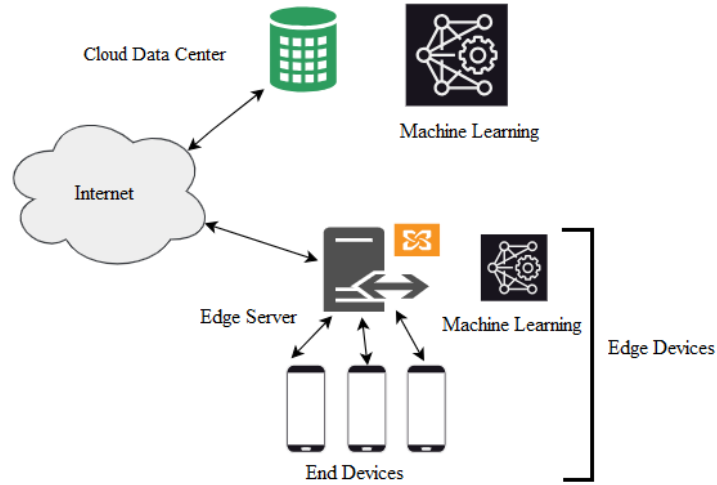 Cloud Data Center
Machine Learning
Internet
Edge Server
Machine Learning
Edge Devices
End Devices